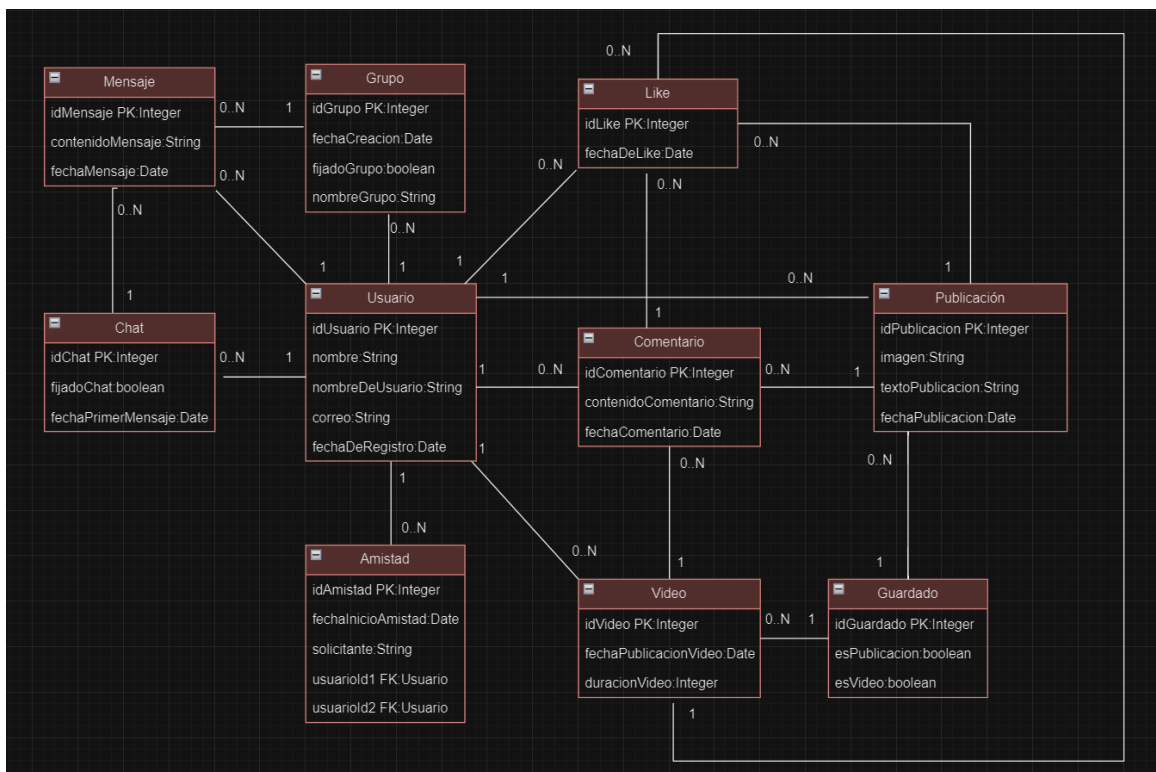 Mensaje
idMensaje PK:Integer
contenidoMensaje:String
fechaMensaje:Date
0..N
1
Grupo
idGrupo PK:Integer
fechaCreacion:Date
fijadoGrupo:boolean
nombreGrupo:String
0..N
Like
idLike PK:Integer
fechaDeLike:Date
0..N
0..N
0..N
0..N
0..N
0..N
1
1
1
1
1
0..N
1
1
Chat
idChat PK:Integer
fijadoChat:boolean
fechaPrimerMensaje:Date
0..N
1
Usuario
idUsuario PK:Integer
nombre:String
nombreDeUsuario:String
correo:String
fechaDeRegistro:Date
1
0..N
Comentario
idComentario PK:Integer
contenidoComentario:String
fechaComentario:Date
0..N
1
Publicación
idPublicacion PK:Integer
imagen:String
textoPublicacion:String
fechaPublicacion:Date
1
1
0..N
0..N
0..N
0..N
1
1
Amistad
idAmistad PK:Integer
fechaInicioAmistad:Date
solicitante:String
usuarioId1 FK:Usuario
usuarioId2 FK:Usuario
Video
idVideo PK:Integer
fechaPublicacionVideo:Date
duracionVideo:Integer
0..N
1
Guardado
idGuardado PK:Integer
esPublicacion:boolean
esVideo:boolean
1